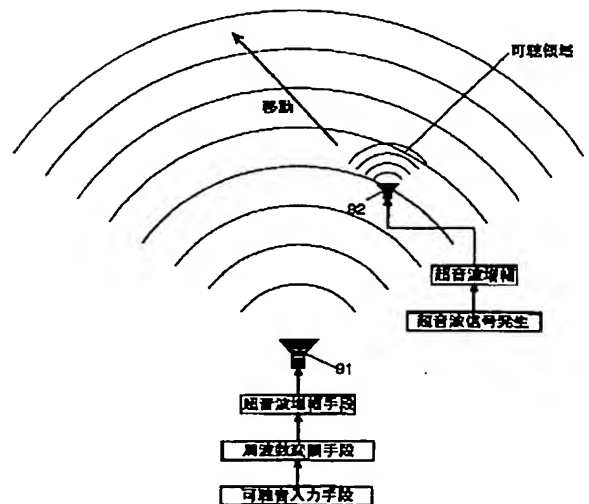 可聴領域
移動
92
超音波増幅
超音波信号発生
91
超音波増幅手段
周波数変調手段
可聴音入力手段